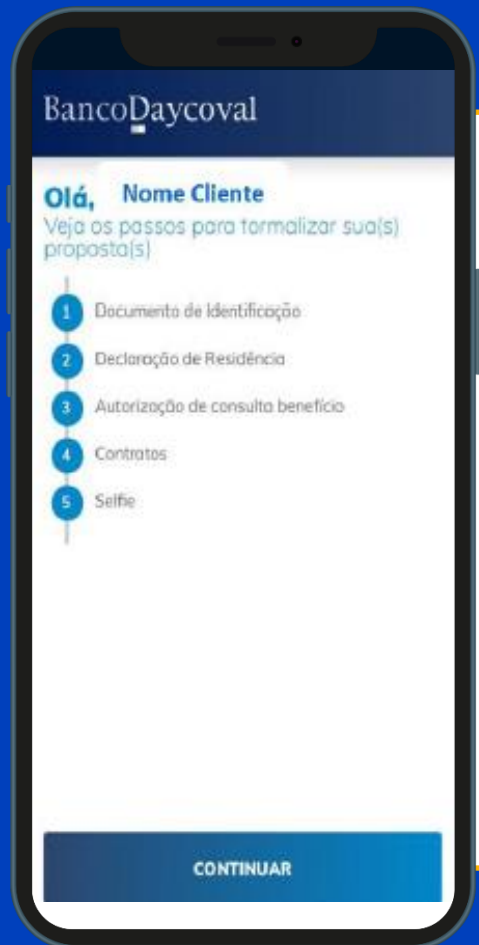 BancoDaycoval
Olá, Nome Cliente
Veja os passos para formalizar sua(s)
proposta(s)
1 Documento de Identificação
2 Declaração de Residência
3 Autorização de consulta benefício
4 Contratos
5 Selfie
CONTINUAR